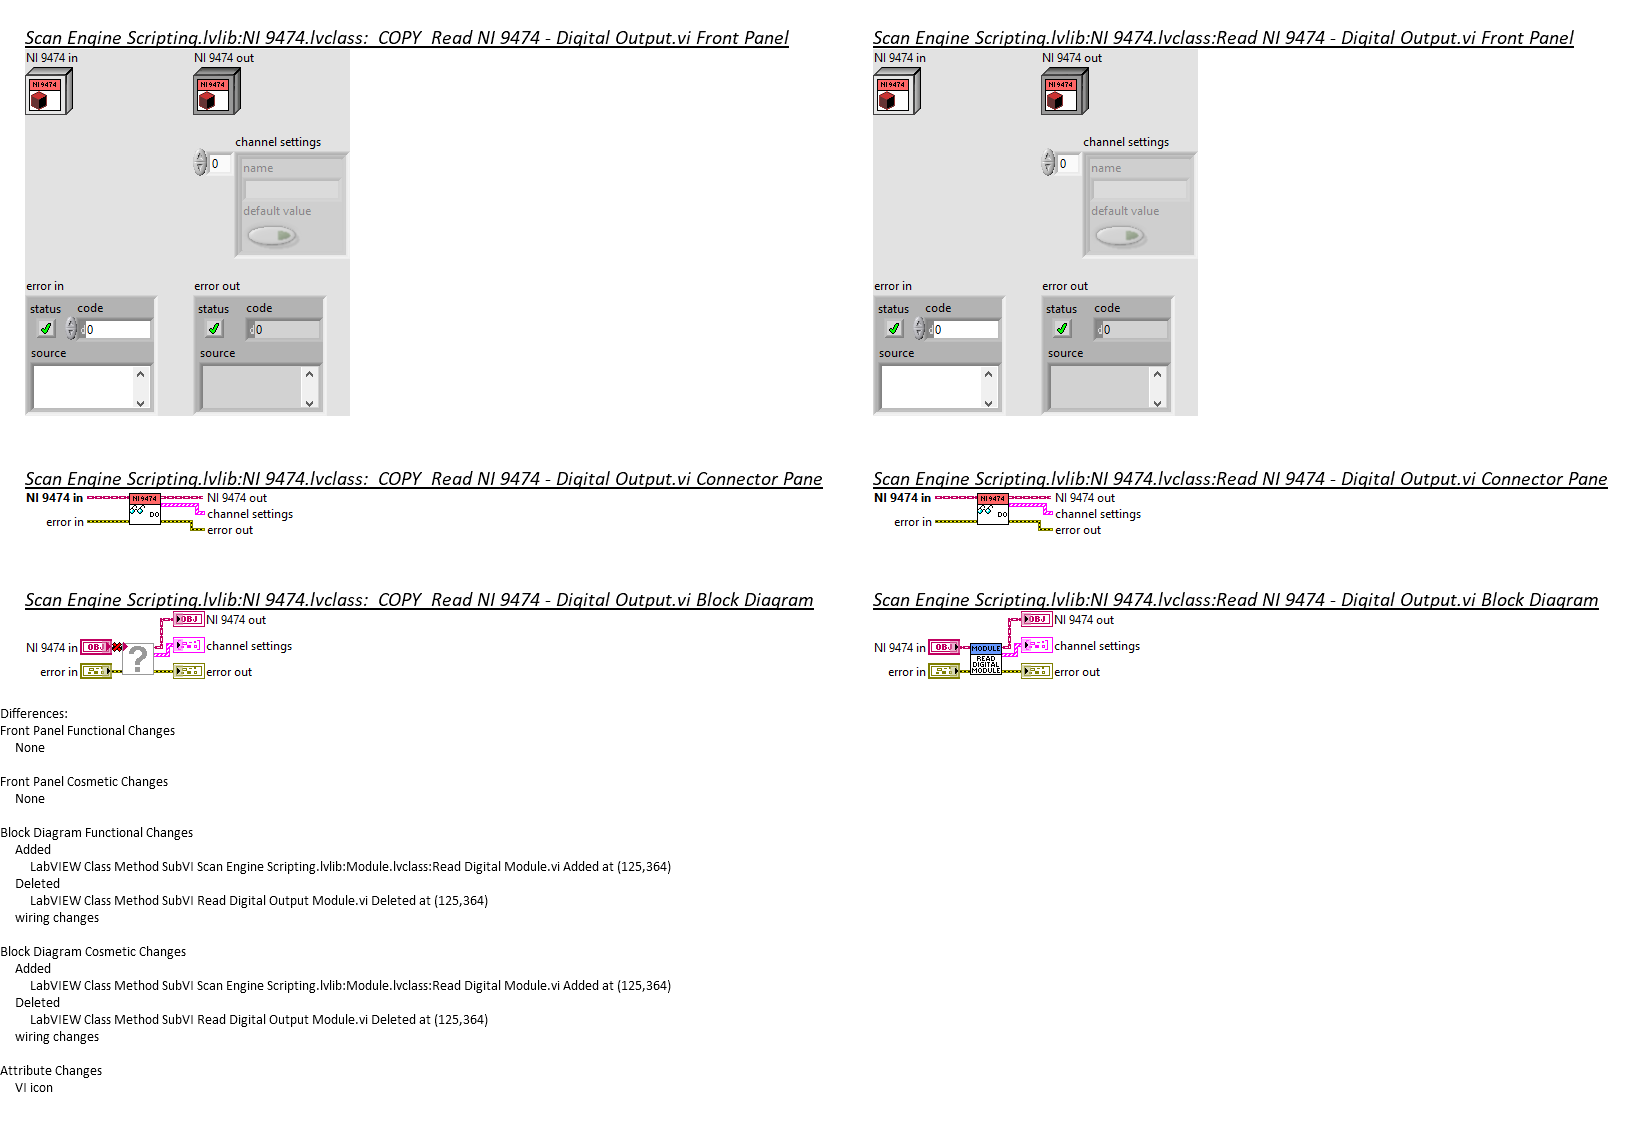 Scan Engine Scripting.lvlib:NI 9474.lvclass:  COPY  Read NI 9474 - Digital Output.vi Front Panel
NI 9474 in
NI 9474 out
NI 9474
NI 9474
channel settings
0
name
default value
error in
error out
status
code
status
code
0
0
source
source
Scan Engine Scripting.lvlib:NI 9474.lvclass:Read NI 9474 - Digital Output.vi Front Panel
NI 9474 in
NI 9474 out
NI 9474
NI 9474
channel settings
0
name
default value
error in
error out
status
code
status
code
0
0
source
source
Scan Engine Scripting.lvlib:NI 9474.lvclass:  COPY  Read NI 9474 - Digital Output.vi Connector Pane
NI 9474 in
NI 9474
NI 9474 out
DO
channel settings
error in
error out
Scan Engine Scripting.lvlib:NI 9474.lvclass:Read NI 9474 - Digital Output.vi Connector Pane
NI 9474 in
NI 9474
NI 9474 out
DO
channel settings
error in
error out
Scan Engine Scripting.lvlib:NI 9474.lvclass:  COPY  Read NI 9474 - Digital Output.vi Block Diagram
OBJ
NI 9474 out
NI 9474 in
OBJ
?
channel settings
error in
error out
Scan Engine Scripting.lvlib:NI 9474.lvclass:Read NI 9474 - Digital Output.vi Block Diagram
OBJ
NI 9474 out
NI 9474 in
OBJ
MODULE
READ
DIGITAL
MODULE
channel settings
error in
error out
Differences:
Front Panel Functional Changes
None
Front Panel Cosmetic Changes
None
Block Diagram Functional Changes
Added
LabVIEW Class Method SubVI Scan Engine Scripting.lvlib:Module.lvclass:Read Digital Module.vi Added at (125,364)
Deleted
LabVIEW Class Method SubVI Read Digital Output Module.vi Deleted at (125,364)
wiring changes
Block Diagram Cosmetic Changes
Added
LabVIEW Class Method SubVI Scan Engine Scripting.lvlib:Module.lvclass:Read Digital Module.vi Added at (125,364)
Deleted
LabVIEW Class Method SubVI Read Digital Output Module.vi Deleted at (125,364)
wiring changes
Attribute Changes
VI icon